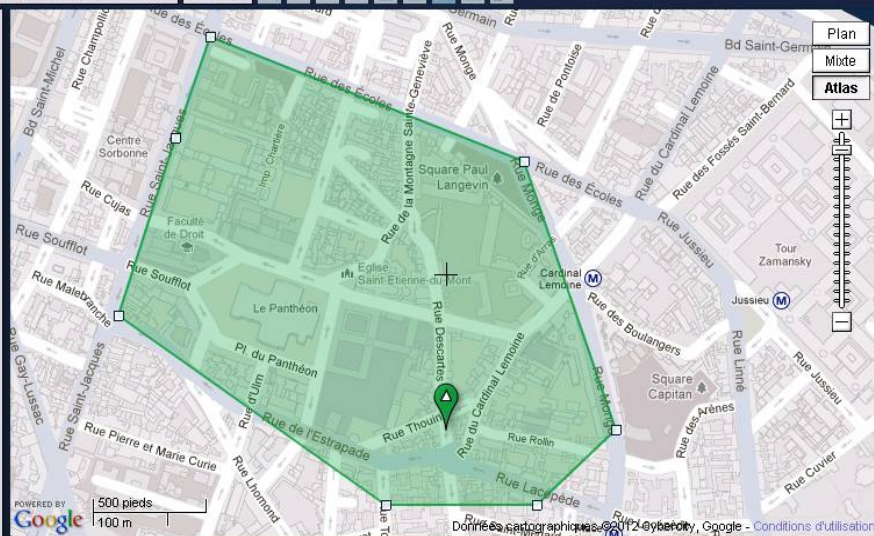 Rue des Écoles
Germain
Rue de
Bd Saint-Germain
Plan
Mixte
Atlas
Rue Champollion
Bd Saint-Michel
Rue Monge
Rue de Pontoise
Rue des Écoles
Rue de la Montagne Sainte-Geneviève
Rue du Cardinal Lemoine
Rue des Fossés Saint-Bernard
Centre
Sorbonne
Imp. Chartière
Rue Saint-Jacques
Square Paul
Langevin
Rue Monge
Rue des Écoles
Rue Cujas
Faculté
de Droit
Rue Jussieu
Rue Soufflot
Rue Soufflot
Rue d'Arras
Tour
Zamansky
Eglise
Saint-Etienne-du-Mont
Cardinal
Lemoine
M
Rue Malebranche
Le Panthéon
Rue Descartes
Rue des Boulangers
Jussieu
M
Rue Gay-Lussac
Rue Saint-Jacques
Pl. du Panthéon
Rue d'Ulm
Rue du Cardinal Lemoine
Rue Monge
Rue Linné
Rue Jussieu
Square
Capitan
Rue des Arènes
Rue de l'Estrapade
Rue Thouin
Rue Rollin
Rue Pierre et Marie Curie
Rue Lhomond
Rue Lacépède
Rue Cuvier
POWERED BY
Google
500 pieds
100 m
Données cartographiques ©2012 Cybercity, Google - Conditions d'utilisation